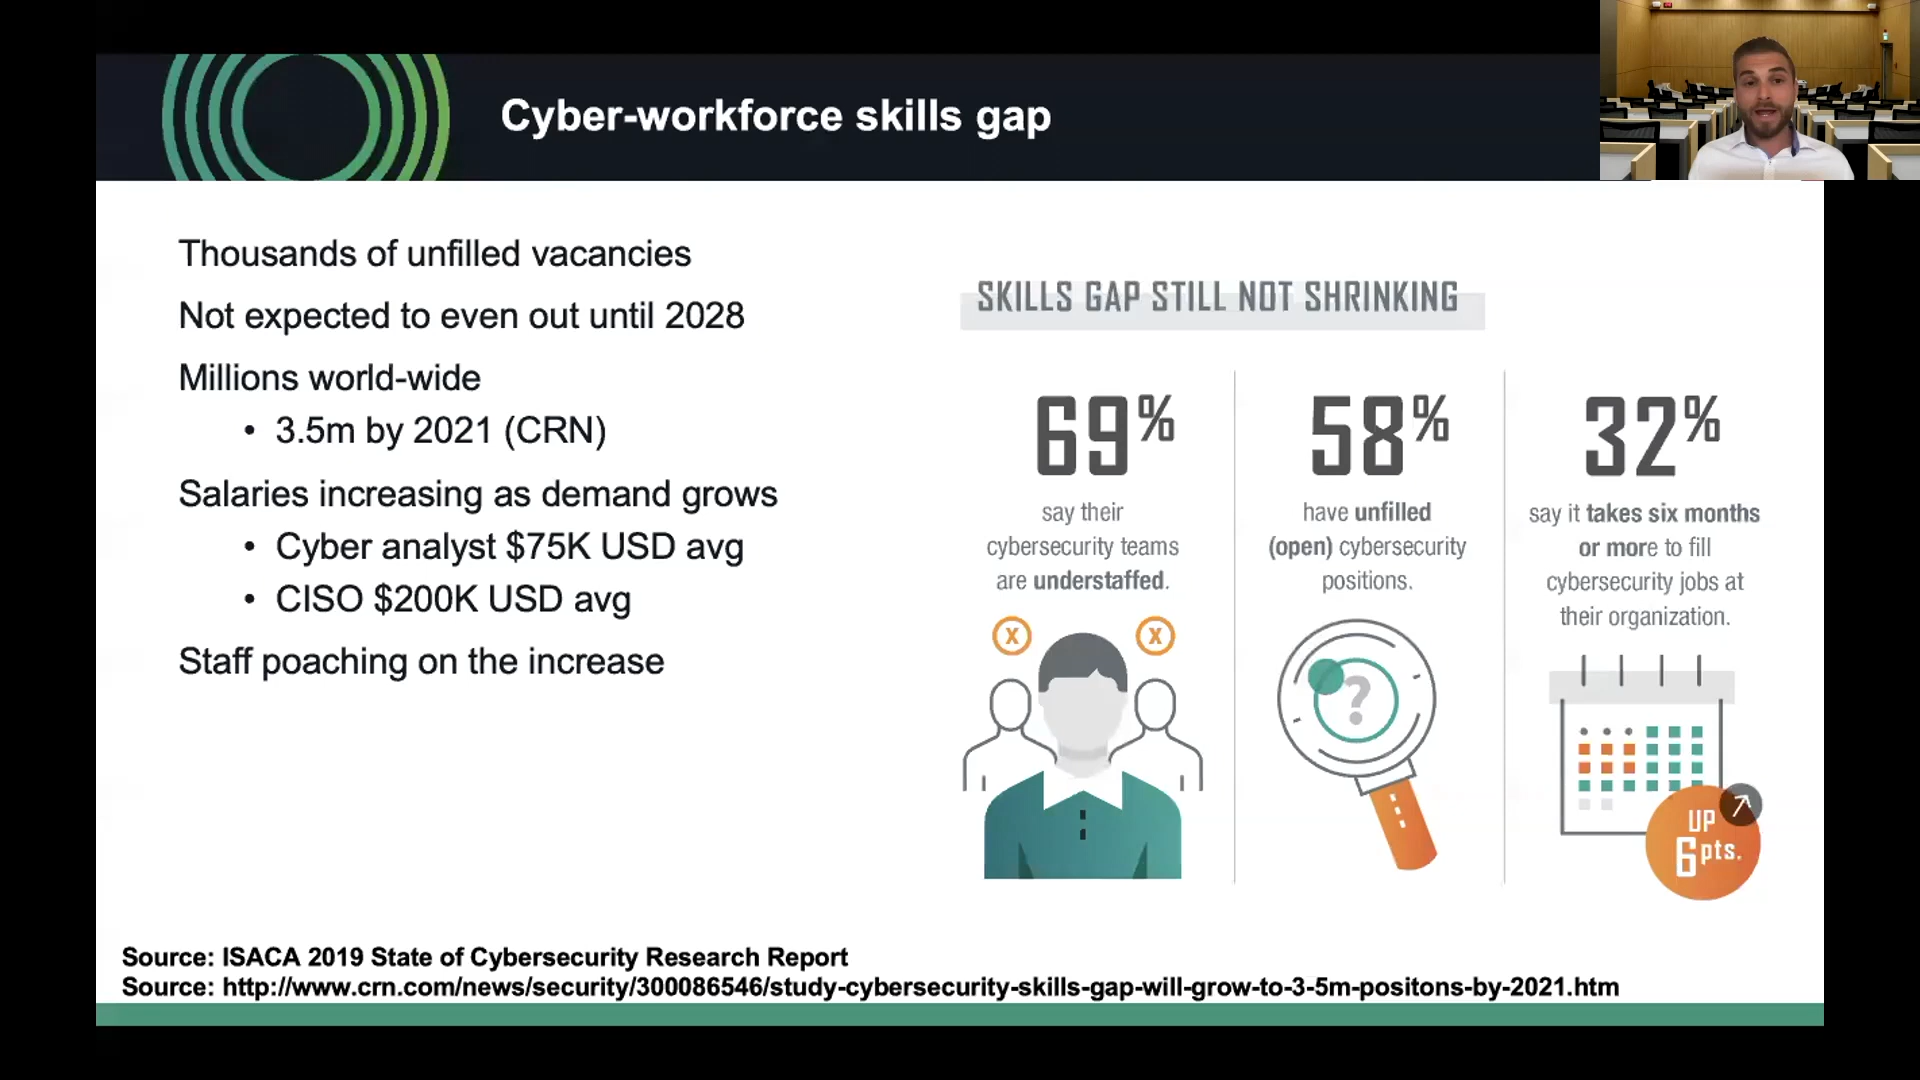 Cyber-workforce skills gap
Thousands of unfilled vacancies
Not expected to even out until 2028
Millions world-wide
• 3.5m by 2021 (CRN)
Salaries increasing as demand grows
• Cyber analyst $75K USD avg
• CISO $200K USD avg
Staff poaching on the increase
SKILLS GAP STILL NOT SHRINKING
69%
say their
cybersecurity teams
are understaffed.
X
X
58%
have unfilled
(open) cybersecurity
positions.
?
32%
say it takes six months
or more to fill
cybersecurity jobs at
their organization.
UP
6pts.
Source: ISACA 2019 State of Cybersecurity Research Report
Source: http://www.crn.com/news/security/300086546/study-cybersecurity-skills-gap-will-grow-to-3-5m-positons-by-2021.htm